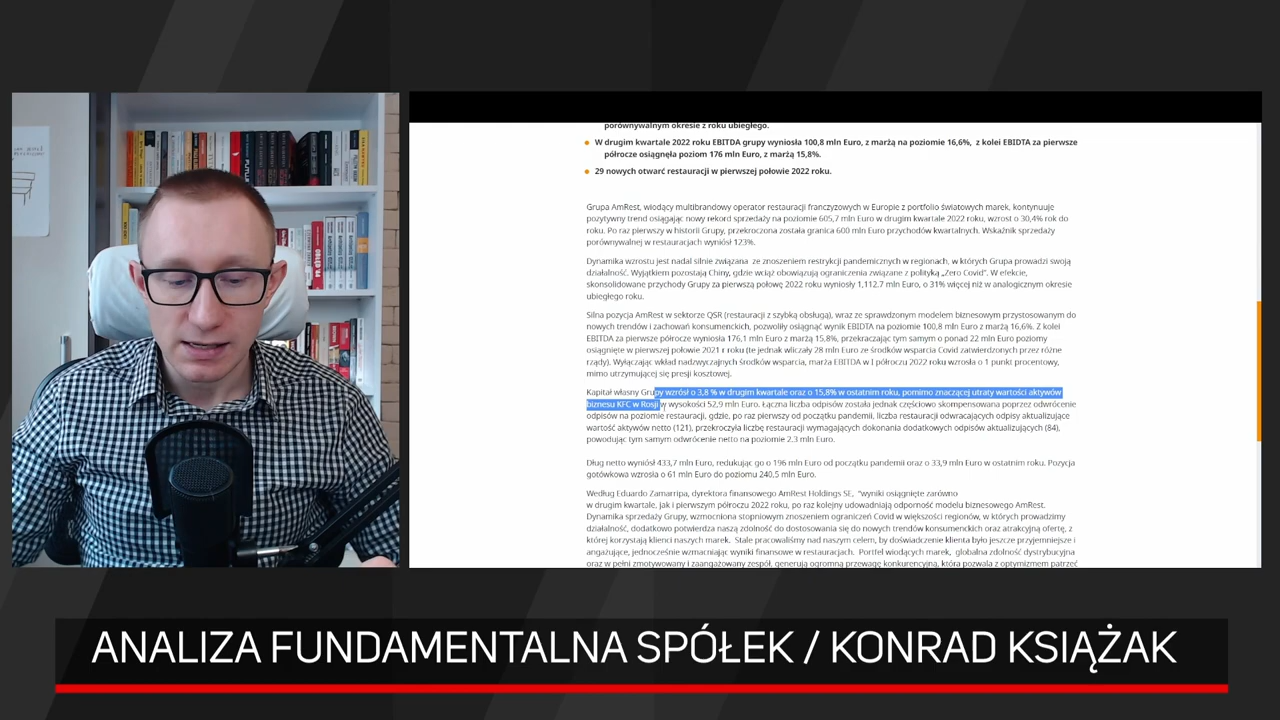 porównywalnym okresie z roku ubiegłego.
W drugim kwartale 2022 roku EBITDA grupy wyniosła 100,8 mln Euro, z marżą na poziomie 16,6%, z kolei EBIDTA za pierwsze
półrocze osiągnęła poziom 176 mln Euro, z marżą 15,8%.
29 nowych otwarć restauracji w pierwszej połowie 2022 roku.
Grupa AmRest, wiodący multibrandowy operator restauracji franczyzowych w Europie z portfolio światowych marek, kontynuuje
pozytywny trend osiągając nowy rekord sprzedaży na poziomie 605,7 mln Euro w drugim kwartale 2022 roku, wzrost o 30,4% rok do
roku. Po raz pierwszy w historii Grupy, przekroczona została granica 600 mln Euro przychodów kwartalnych. Wskaźnik sprzedaży
porównywalnej w restauracjach wyniósł 123%.
Dynamika wzrostu jest nadal silnie związana ze znoszeniem restrykcji pandemicznych w regionach, w których Grupa prowadzi swoją
działalność. Wyjątkiem pozostają Chiny, gdzie wciąż obowiązują ograniczenia związane z polityką „Zero Covid”. W efekcie,
skonsolidowane przychody Grupy za pierwszą połowę 2022 roku wyniosły 1,112.7 mln Euro, o 31% więcej niż w analogicznym okresie
ubiegłego roku.
Silna pozycja AmRest w sektorze QSR (restauracji z szybką obsługą), wraz ze sprawdzonym modelem biznesowym przystosowanym do
nowych trendów i zachowań konsumenckich, pozwoliły osiągnąć wynik EBIDTA na poziomie 100,8 mln Euro z marżą 16,6%. Z kolei
EBIDTA za pierwsze półrocze wyniosła 176,1 mln Euro z marżą 15,8%, przekraczając tym samym o ponad 22 mln Euro poziomy
osiągnięte w pierwszej połowie 2021 r roku (te jednak wliczały 28 mln Euro ze środków wsparcia Covid zatwierdzonych przez różne
rządy). Wyłączając wkład nadzwyczajnych środków wsparcia, marża EBITDA w I półroczu 2022 roku wzrosła o 1 punkt procentowy,
mimo utrzymującej się presji kosztowej.
Kapitał własny Grupy wzrósł o 3,8 % w drugim kwartale oraz o 15,8% w ostatnim roku, pomimo znaczącej utraty wartości aktywów
biznesu KFC w Rosji w wysokości 52,9 mln Euro. Łączna liczba odpisów została jednak częściowo skompensowana poprzez odwrócenie
odpisów na poziomie restauracji, gdzie, po raz pierwszy od początku pandemii, liczba restauracji odwracających odpisy aktualizujące
wartość aktywów netto (121), przekroczyła liczbę restauracji wymagających dokonania dodatkowych odpisów aktualizujących (84),
powodując tym samym odwrócenie netto na poziomie 2.3 mln Euro.
Dług netto wyniósł 433,7 mln Euro, redukując go o 196 mln Euro od początku pandemii oraz o 33,9 mln Euro w ostatnim roku. Pozycja
gotówkowa wzrosła o 61 mln Euro do poziomu 240,5 mln Euro.
Według Eduardo Zamarripa, dyrektora finansowego AmRest Holdings SE, “wyniki osiągnięte zarówno
w drugim kwartale, jak i pierwszym półroczu 2022 roku, po raz kolejny udowadniają odporność modelu biznesowego AmRest.
Dynamika sprzedaży Grupy, wzmocniona stopniowym znoszeniem ograniczeń Covid w większości regionów, w których prowadzimy
działalność, dodatkowo potwierdza naszą zdolność do dostosowania się do nowych trendów konsumenckich oraz atrakcyjną ofertę, z
której korzystają klienci naszych marek. Stale pracowaliśmy nad naszym celem, by doświadczenie klienta było jeszcze przyjemniejsze i
angażujące, jednocześnie wzmacniając wyniki finansowe w restauracjach. Portfel wiodących marek, globalna zdolność dystrybucyjna
oraz w pełni zmotywowany i zaangażowany zespół, generują ogromną przewagę konkurencyjną, która pozwala z optymizmem patrzeć
ANALIZA FUNDAMENTALNA SPÓŁEK / KONRAD KSIĄŻAK